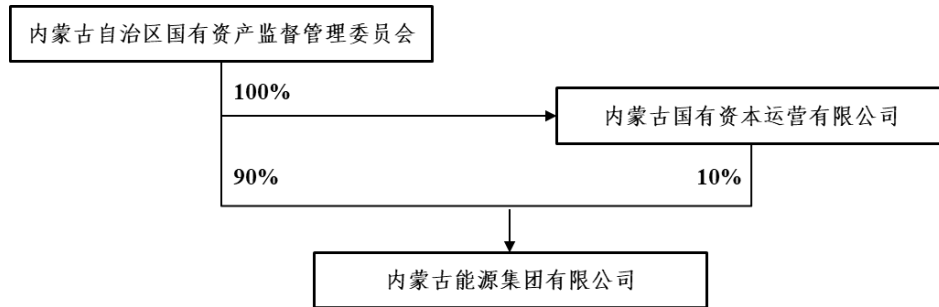 内蒙古自治区国有资产监督管理委员会
100%
内蒙古国有资本运营有限公司
90%
10%
内蒙古能源集团有限公司